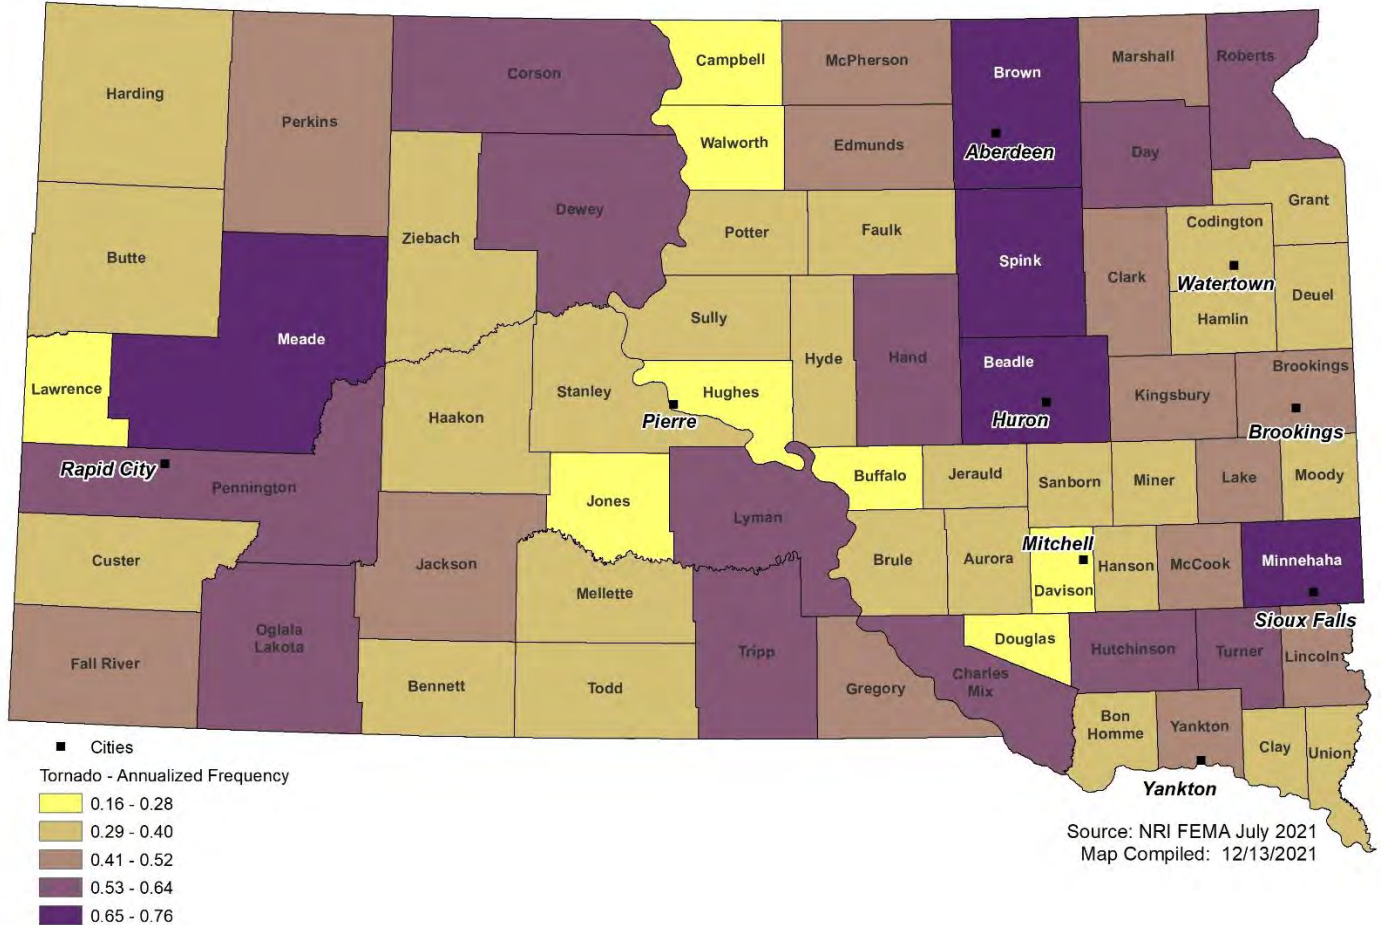 Harding
Perkins
Corson
Campbell
McPherson
Brown
Marshall
Roberts
Walworth
Edmunds
Aberdeen
Day
Butte
Ziebach
Dewey
Potter
Faulk
Spink
Clark
Codington
Grant
Watertown
Hamlin
Deuel
Meade
Lawrence
Sully
Hyde
Hand
Beadle
Huron
Kingsbury
Brookings
Brookings
Haakon
Stanley
Hughes
Pierre
Rapid City
Pennington
Jones
Lyman
Buffalo
Jerauld
Sanborn
Miner
Lake
Moody
Custer
Jackson
Mellette
Brule
Aurora
Mitchell
Davison
Hanson
McCook
Minnehaha
Sioux Falls
Fall River
Oglala
Lakota
Bennett
Todd
Tripp
Gregory
Charles
Mix
Douglas
Hutchinson
Turner
Lincoln
Bon
Homme
Yankton
Clay
Union
Yankton
Cities
Tornado - Annualized Frequency
0.16 - 0.28
0.29 - 0.40
0.41 - 0.52
0.53 - 0.64
0.65 - 0.76
Source: NRI FEMA July 2021
Map Compiled: 12/13/2021